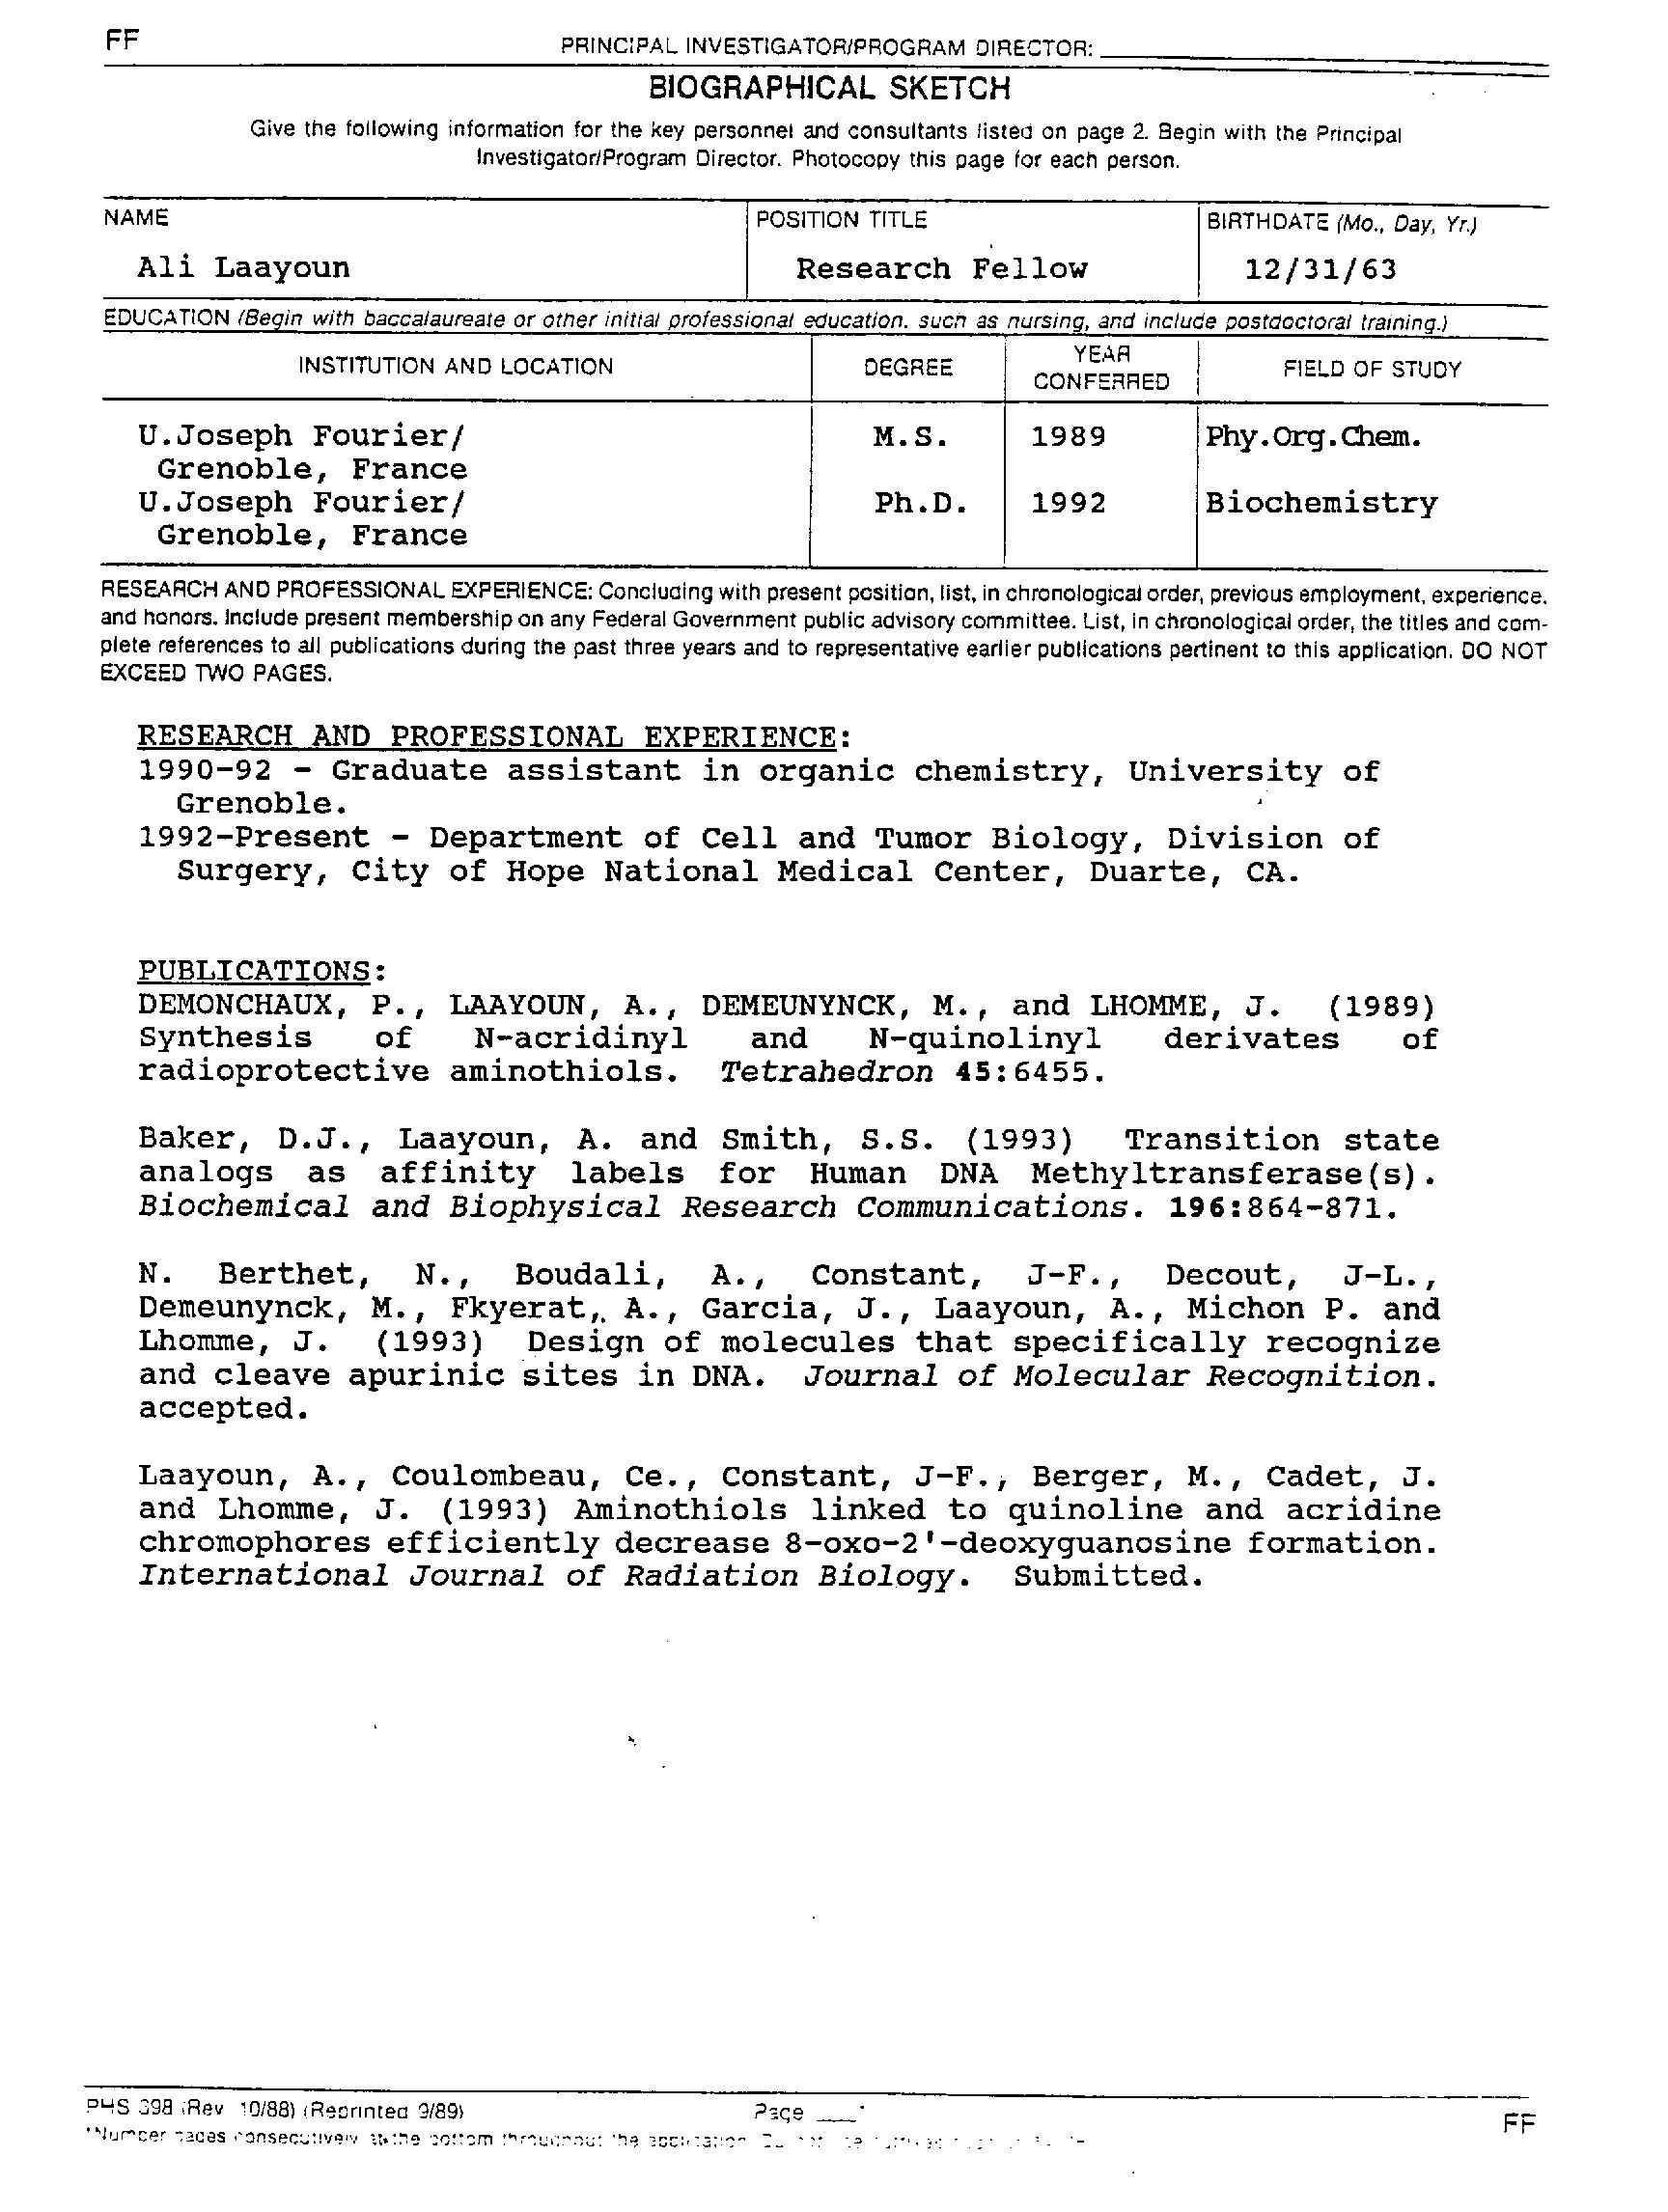 FF
PRINCIPAL INVESTIGATOR/PROGRAM DIRECTOR:
BIOGRAPHICAL SKETCH
Give the following information for the key personnel and consultants listed on page 2. Begin with the Principal
Investigator/Program Director. Photocopy this page for each person.
NAME POSITION TITLE BIRTHDATE (Mo., Day, Yr.)
Ali Laayoun Research Fellow 12/31/63
EDUCATION (Begin with baccalaureate or other initial professional education, such as nursing, and include postdoctoral training.)
INSTITUTION AND LOCATION DEGREE YEAR CONFERRED FIELD OF STUDY
U.Joseph Fourier/ M.S. 1989 Phy.Org.Chem.
Grenoble, France
U.Joseph Fourier/ Ph.D. 1992 Biochemistry
Grenoble, France
RESEARCH AND PROFESSIONAL EXPERIENCE: Concluding with present position, list, in chronological order, previous employment, experience,
and honors. Include present membership on any Federal Government public advisory committee. List, in chronological order, the titles and com-
plete references to all publications during the past three years and to representative earlier publications pertinent to this application. DO NOT
EXCEED TWO PAGES.
RESEARCH AND PROFESSIONAL EXPERIENCE:
1990-92 - Graduate assistant in organic chemistry, University of
Grenoble.
1992-Present - Department of Cell and Tumor Biology, Division of
Surgery, City of Hope National Medical Center, Duarte, CA.
PUBLICATIONS:
DEMONCHAUX, P., LAAYOUN, A., DEMEUNYNCK, M., and LHOMME, J. (1989)
Synthesis of N-acridinyl and N-quinolinyl derivates of
radioprotective aminothiols. Tetrahedron 45:6455.
Baker, D.J., Laayoun, A. and Smith, S.S. (1993) Transition state
analogs as affinity labels for Human DNA Methyltransferase(s).
Biochemical and Biophysical Research Communications. 196:864-871.
N. Berthet, N., Boudali, A., Constant, J-F., Decout, J-L.,
Demeunynck, M., Fkyerat, A., Garcia, J., Laayoun, A., Michon P. and
Lhomme, J. (1993) Design of molecules that specifically recognize
and cleave apurinic sites in DNA. Journal of Molecular Recognition.
accepted.
Laayoun, A., Coulombeau, Ce., Constant, J-F., Berger, M., Cadet, J.
and Lhomme, J. (1993) Aminothiols linked to quinoline and acridine
chromophores efficiently decrease 8-oxo-2'-deoxyguanosine formation.
International Journal of Radiation Biology. Submitted.
PHS 398 (Rev. 10/88) (Reprinted 9/89) Page ___*
*Number pages consecutively at the bottom throughout the application.
FF